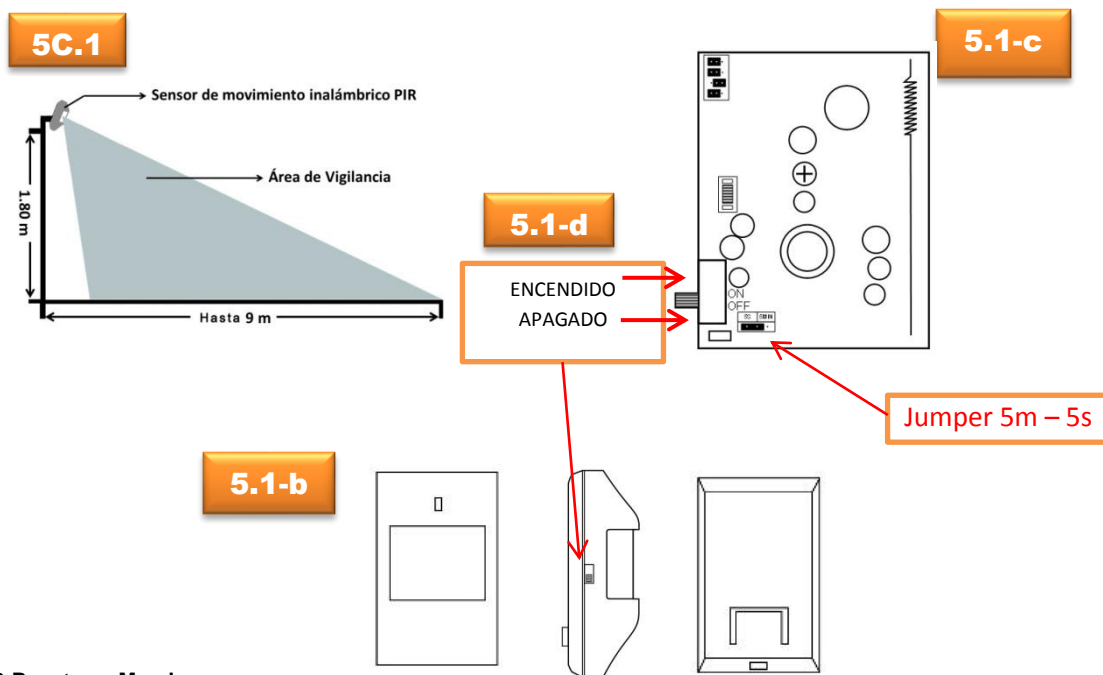 5C.1
5.1-c
Sensor de movimiento inalámbrico PIR
Área de Vigilancia
1.80 m
Hasta 9 m
5.1-d
ENCENDIDO
APAGADO
ON
OFF
Jumper 5m – 5s
5.1-b